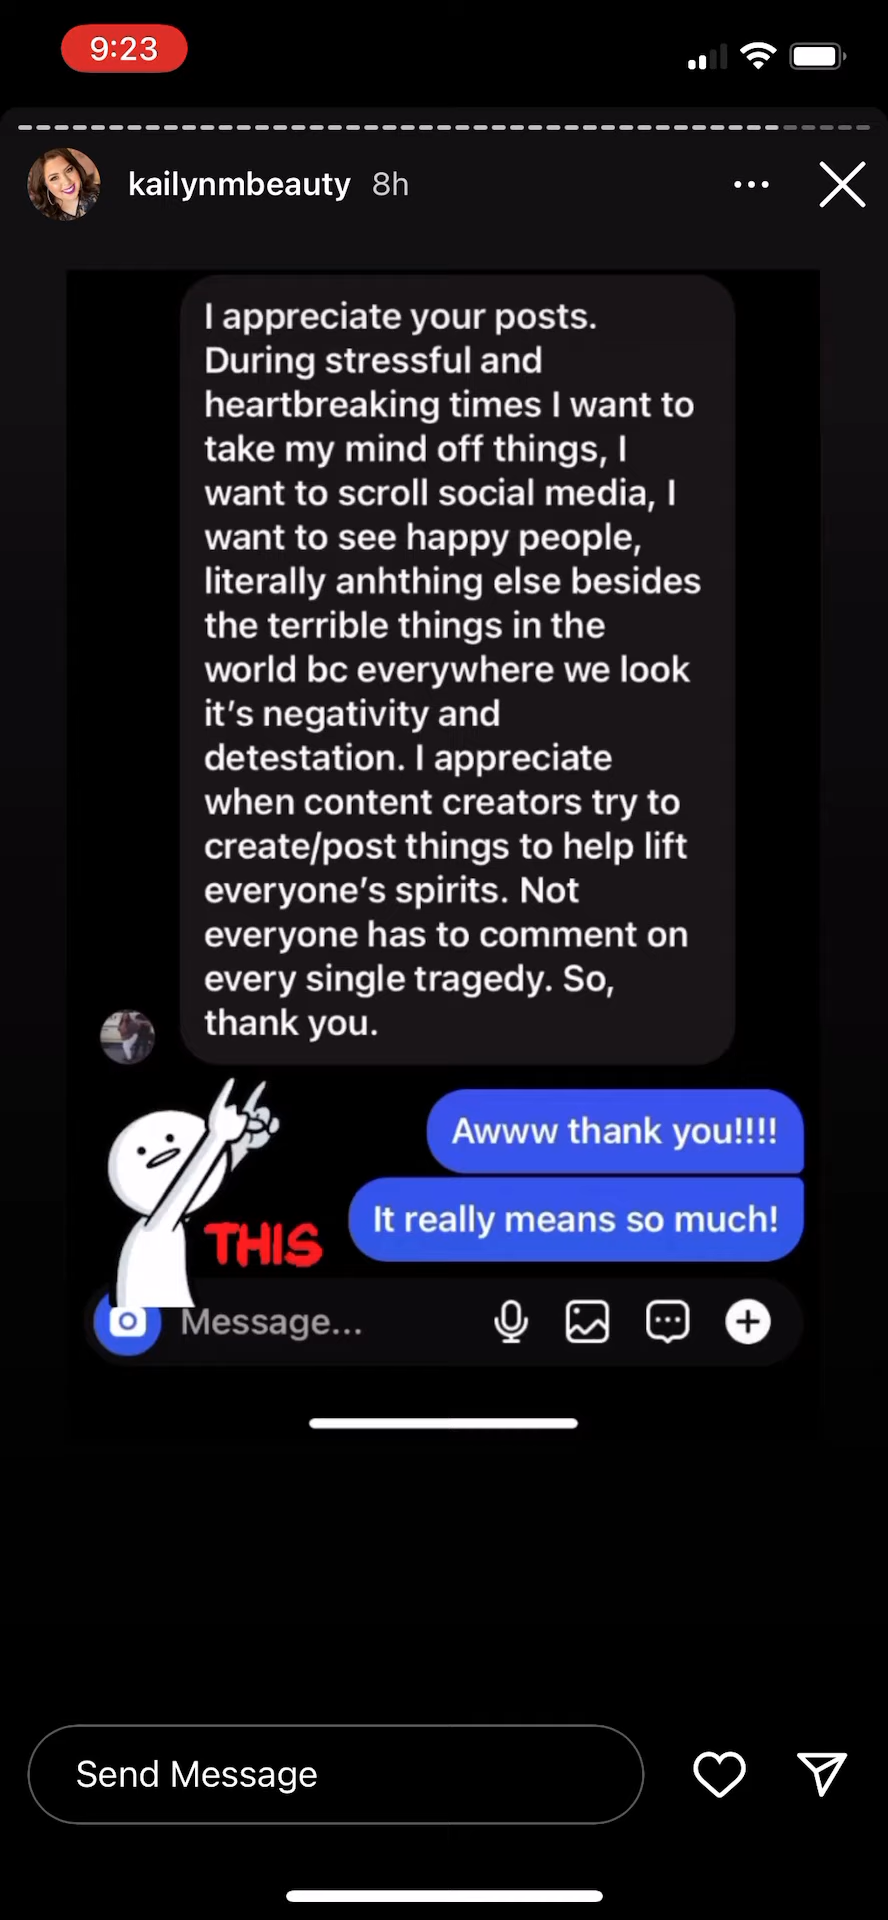 9:23
kailynmbeauty 8h
I appreciate your posts.
During stressful and
heartbreaking times I want to
take my mind off things, I
want to scroll social media, I
want to see happy people,
literally anhthing else besides
the terrible things in the
world bc everywhere we look
it's negativity and
detestation. I appreciate
when content creators try to
create/post things to help lift
everyone's spirits. Not
everyone has to comment on
every single tragedy. So,
thank you.
Awww thank you!!!!
It really means so much!
THIS
Message...
Send Message